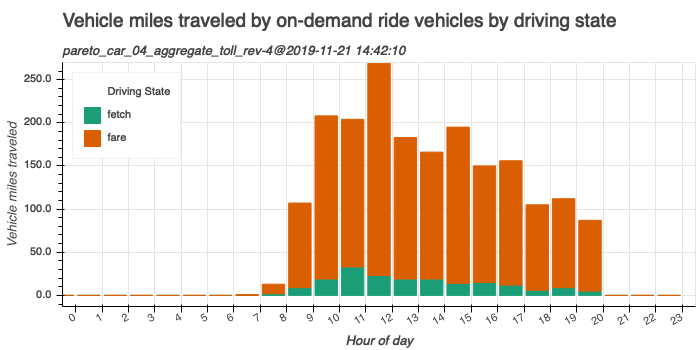 Vehicle miles traveled by on-demand ride vehicles by driving state
pareto_car_04_aggregate_toll_rev-4@2019-11-21 14:42:10
Driving State
fetch
fare
Vehicle miles traveled
250.0
200.0
150.0
100.0
50.0
0.0
0 1 2 3 4 5 6 7 8 9 10 11 12 13 14 15 16 17 18 19 20 21 22 23
Hour of day